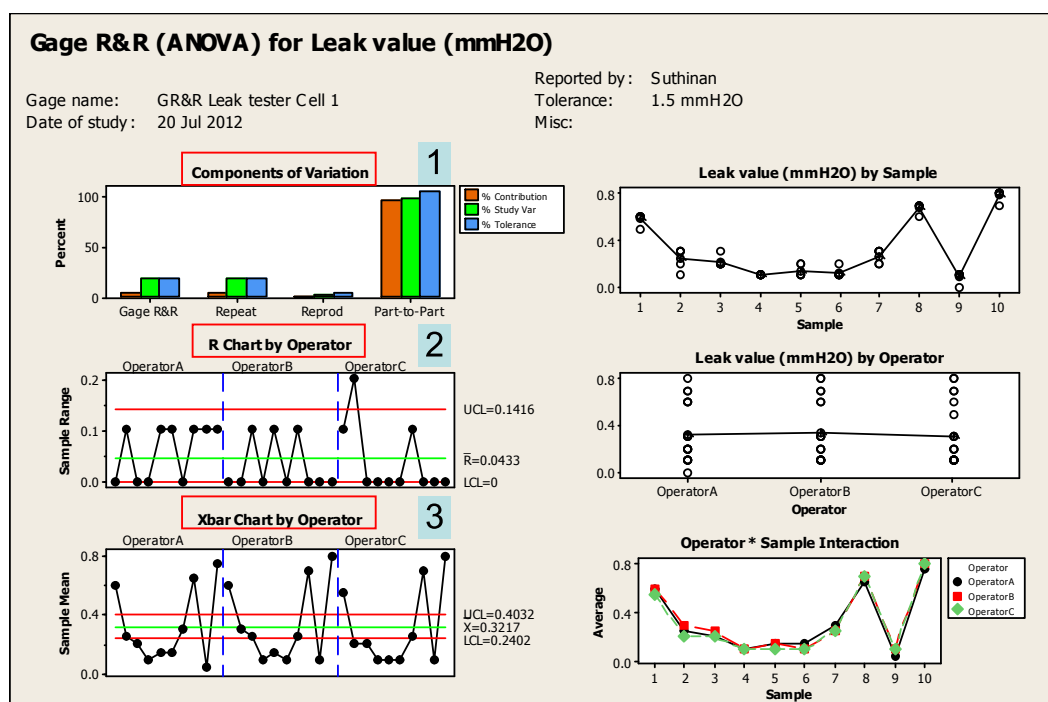 Gage R&R (ANOVA) for Leak value (mmH2O)
Gage name: GR&R Leak tester Cell 1
Date of study: 20 Jul 2012
Reported by: Suthinan
Tolerance: 1.5 mmH2O
Misc:
Components of Variation
1
100
50
0
Percent
Gage R&R Repeat Reprod Part-to-Part
% Contribution
% Study Var
% Tolerance
R Chart by Operator
2
OperatorA OperatorB OperatorC
0.2
0.1
0.0
Sample Range
UCL=0.1416
R=0.0433
LCL=0
Xbar Chart by Operator
3
OperatorA OperatorB OperatorC
0.8
0.4
0.0
Sample Mean
UCL=0.4032
X=0.3217
LCL=0.2402
Leak value (mmH2O) by Sample
0.8
0.4
0.0
1 2 3 4 5 6 7 8 9 10
Sample
Leak value (mmH2O) by Operator
0.8
0.4
0.0
OperatorA OperatorB OperatorC
Operator
Operator * Sample Interaction
0.8
0.4
0.0
Average
1 2 3 4 5 6 7 8 9 10
Sample
Operator
OperatorA
OperatorB
OperatorC